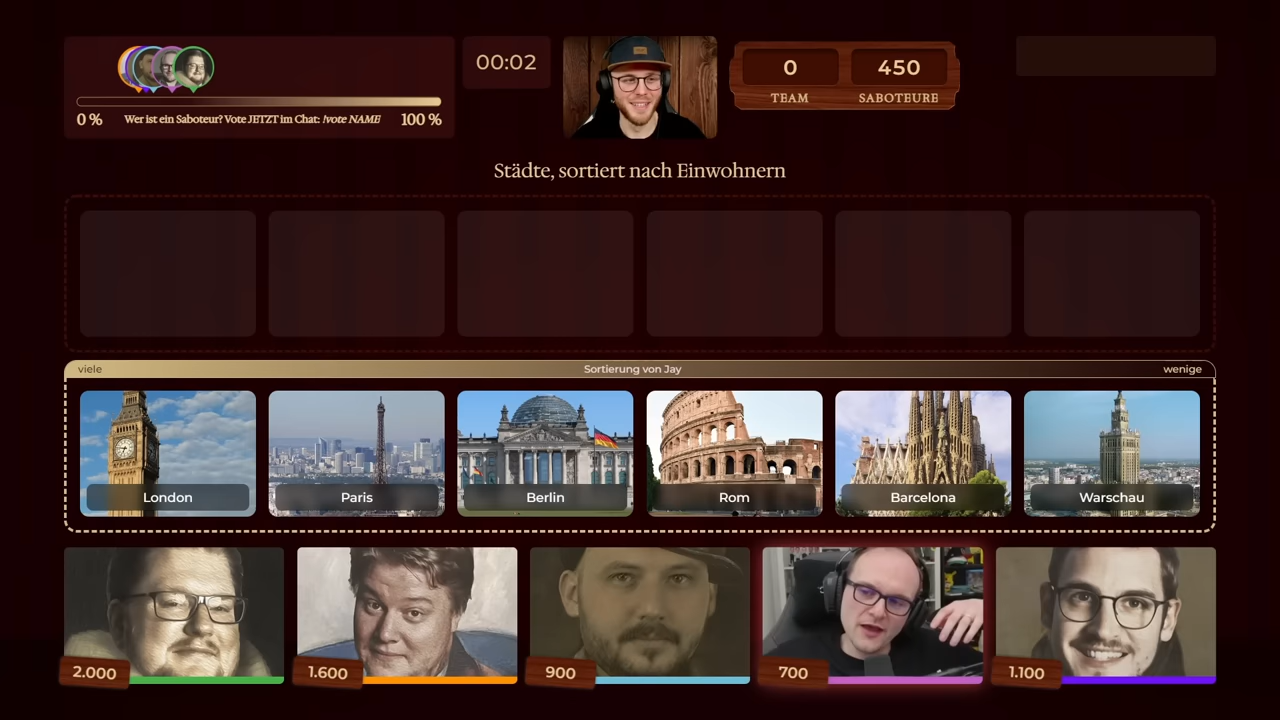 0 %
Wer ist ein Saboteur? Vote JETZT im Chat: !vote NAME
100 %
00:02
0
TEAM
450
SABOTEURE
Städte, sortiert nach Einwohnern
viele
Sortierung von Jay
wenige
London
Paris
Berlin
Rom
Barcelona
Warschau
2.000
1.600
900
700
1.100